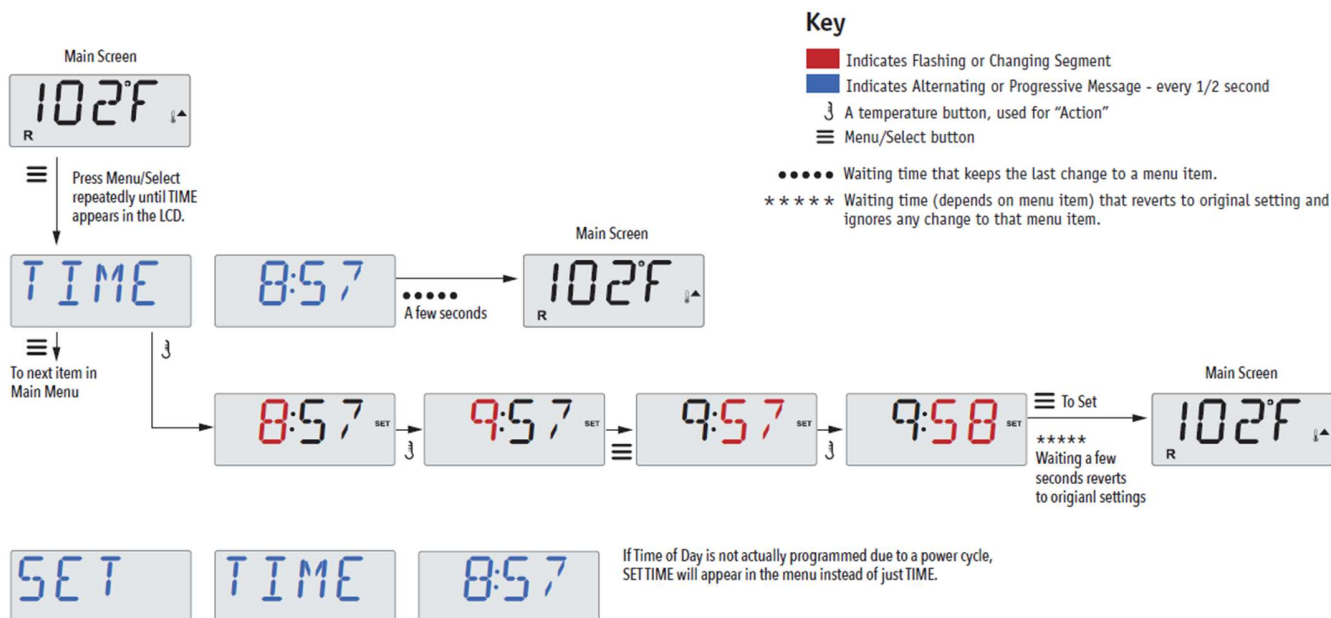 Key
Indicates Flashing or Changing Segment
Indicates Alternating or Progressive Message - every 1/2 second
A temperature button, used for “Action”
Menu/Select button
Waiting time that keeps the last change to a menu item.
***** Waiting time (depends on menu item) that reverts to original setting and
ignores any change to that menu item.
Main Screen
102°F
R
Press Menu/Select
repeatedly until TIME
appears in the LCD.
TIME
8:57
A few seconds
Main Screen
102°F
R
To next item in
Main Menu
8:57 SET
9:57 SET
9:57 SET
9:58 SET
To Set
*****
Waiting a few
seconds reverts
to origianl settings
Main Screen
102°F
R
SET
TIME
8:57
If Time of Day is not actually programmed due to a power cycle,
SET TIME will appear in the menu instead of just TIME.